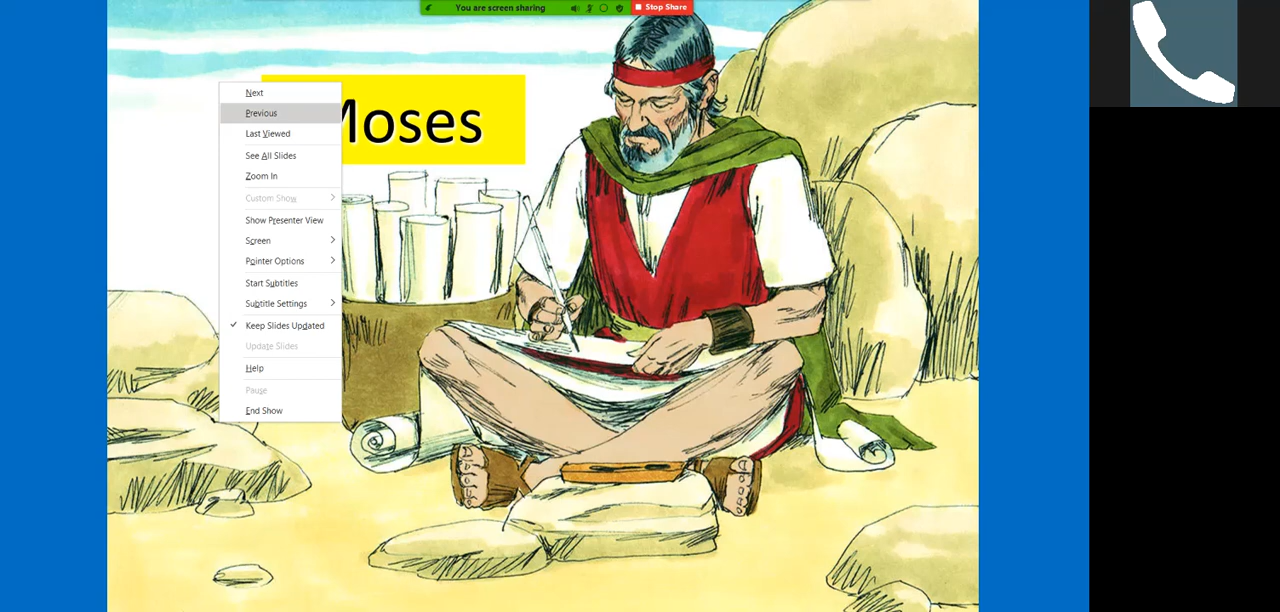 You are screen sharing
Stop Share
Moses
Next
Previous
Last Viewed
See All Slides
Zoom In
Custom Show
Show Presenter View
Screen
Pointer Options
Start Subtitles
Subtitle Settings
Keep Slides Updated
Update Slides
Help
Pause
End Show